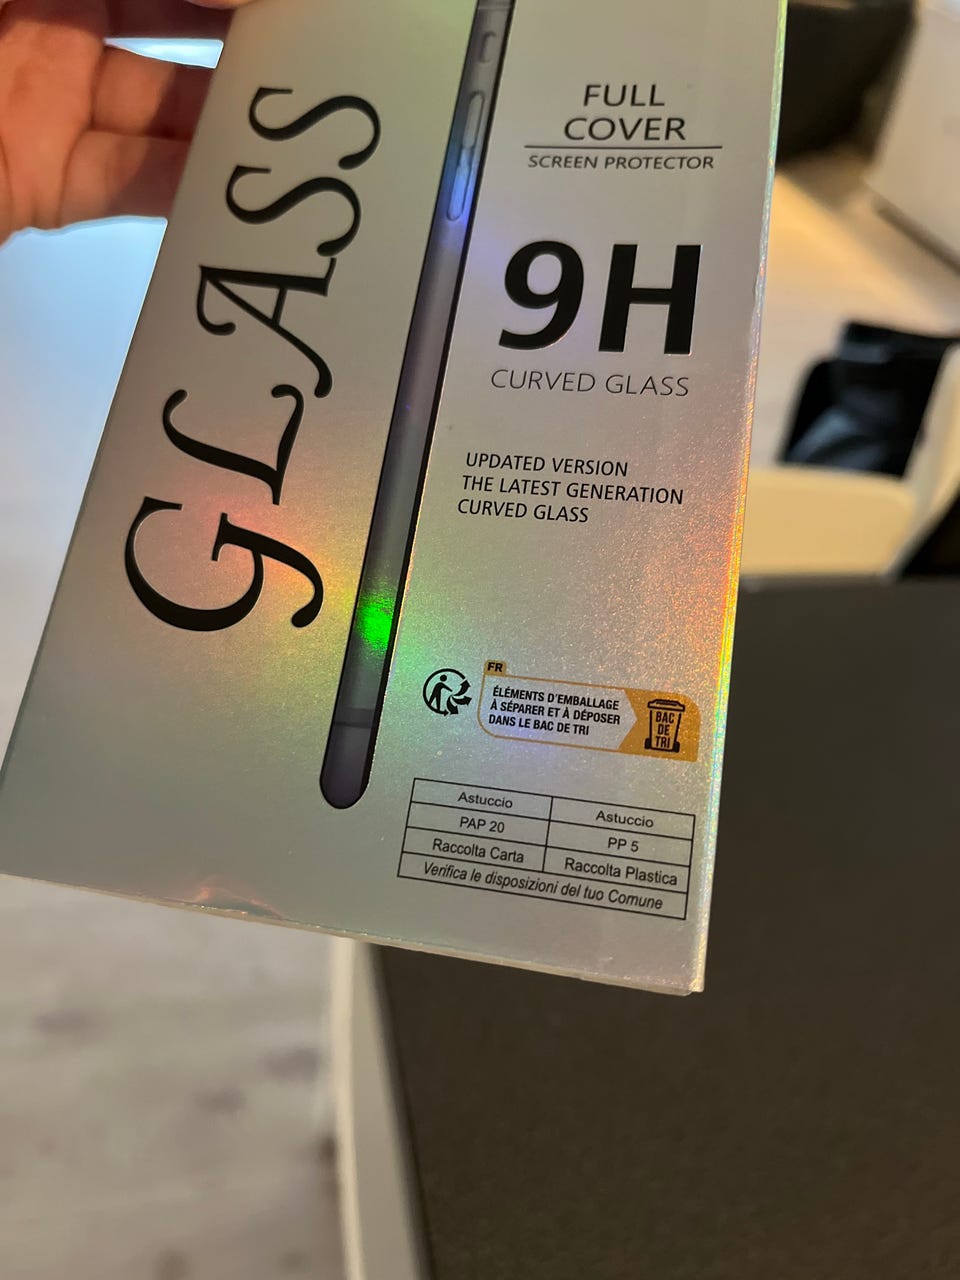 GLASS
FULL
COVER
SCREEN PROTECTOR
9H
CURVED GLASS
UPDATED VERSION
THE LATEST GENERATION
CURVED GLASS
FR
ÉLÉMENTS D'EMBALLAGE
À SÉPARER ET À DÉPOSER
DANS LE BAC DE TRI
BAC
DE
TRI
Astuccio Astuccio
PAP 20 PP 5
Raccolta Carta Raccolta Plastica
Verifica le disposizioni del tuo Comune